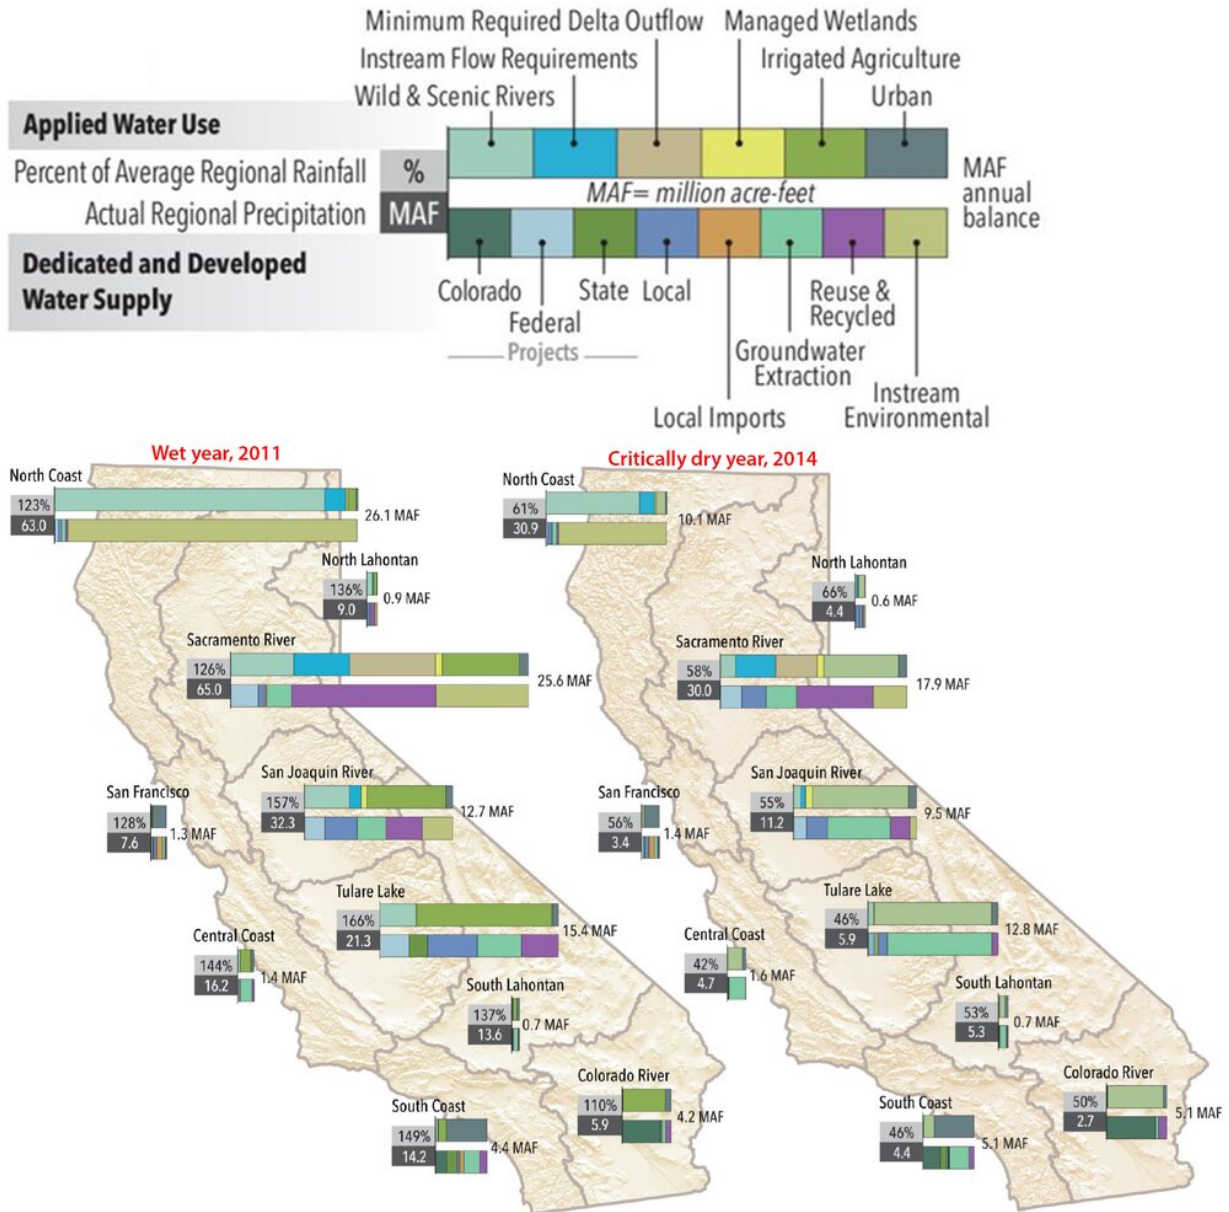 Minimum Required Delta Outflow
Managed Wetlands
Instream Flow Requirements
Irrigated Agriculture
Wild & Scenic Rivers
Urban
Applied Water Use
Percent of Average Regional Rainfall
%
MAF= million acre-feet
MAF
annual
balance
Actual Regional Precipitation
MAF
Dedicated and Developed
Water Supply
Colorado
Federal
State
Local
Projects
Local Imports
Groundwater
Extraction
Reuse &
Recycled
Instream
Environmental
Wet year, 2011
North Coast
123%
63.0
26.1 MAF
North Lahontan
136%
9.0
0.9 MAF
Sacramento River
126%
65.0
25.6 MAF
San Joaquin River
157%
32.3
12.7 MAF
San Francisco
128%
7.6
1.3 MAF
Tulare Lake
166%
21.3
15.4 MAF
Central Coast
144%
16.2
1.4 MAF
South Lahontan
137%
13.6
0.7 MAF
Colorado River
110%
5.9
4.2 MAF
South Coast
149%
14.2
4.4 MAF
Critically dry year, 2014
North Coast
61%
30.9
10.1 MAF
North Lahontan
66%
4.4
0.6 MAF
Sacramento River
58%
30.0
17.9 MAF
San Joaquin River
55%
11.2
9.5 MAF
San Francisco
56%
3.4
1.4 MAF
Tulare Lake
46%
5.9
12.8 MAF
Central Coast
42%
4.7
1.6 MAF
South Lahontan
53%
5.3
0.7 MAF
Colorado River
50%
2.7
5.1 MAF
South Coast
46%
4.4
5.1 MAF